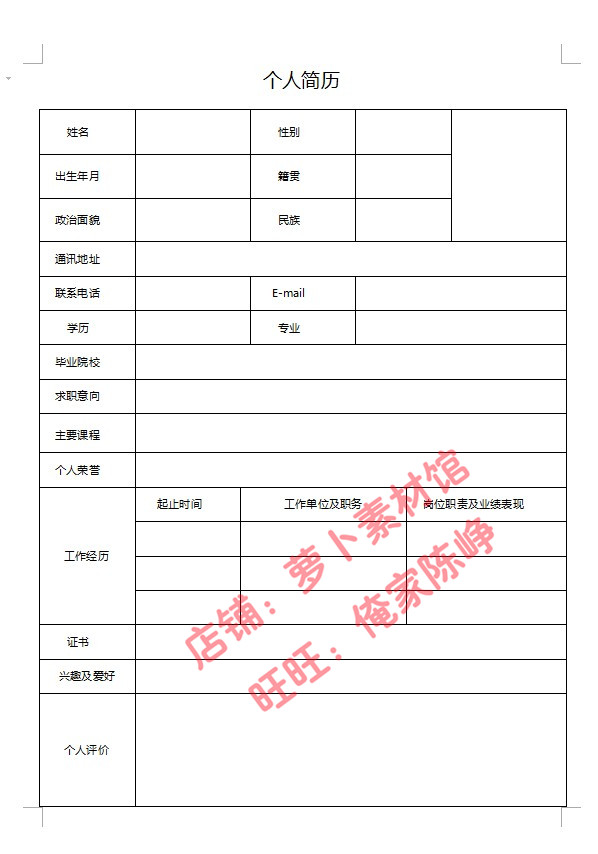 个人简历
姓名 性别
出生年月 籍贯
政治面貌 民族
通讯地址
联系电话 E-mail
学历 专业
毕业院校
求职意向
主要课程
个人荣誉
工作经历 起止时间 工作单位及职务 岗位职责及业绩表现
证书
兴趣及爱好
个人评价
店铺：萝卜素材馆
旺旺：俺家陈峥